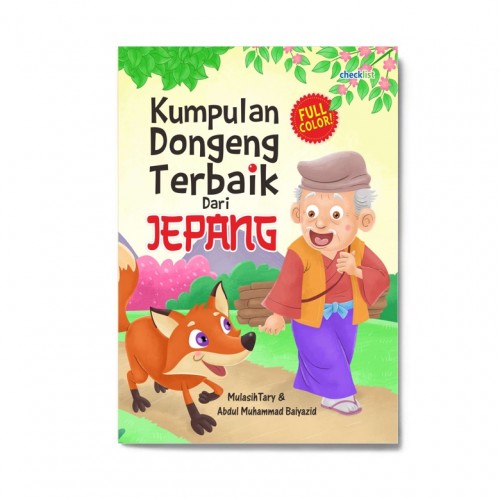 checklist
Kumpulan
Dongeng
Terbaik
Dari
JEPANG
FULL
COLOR!
MulasihTary &
Abdul Muhammad Baiyazid